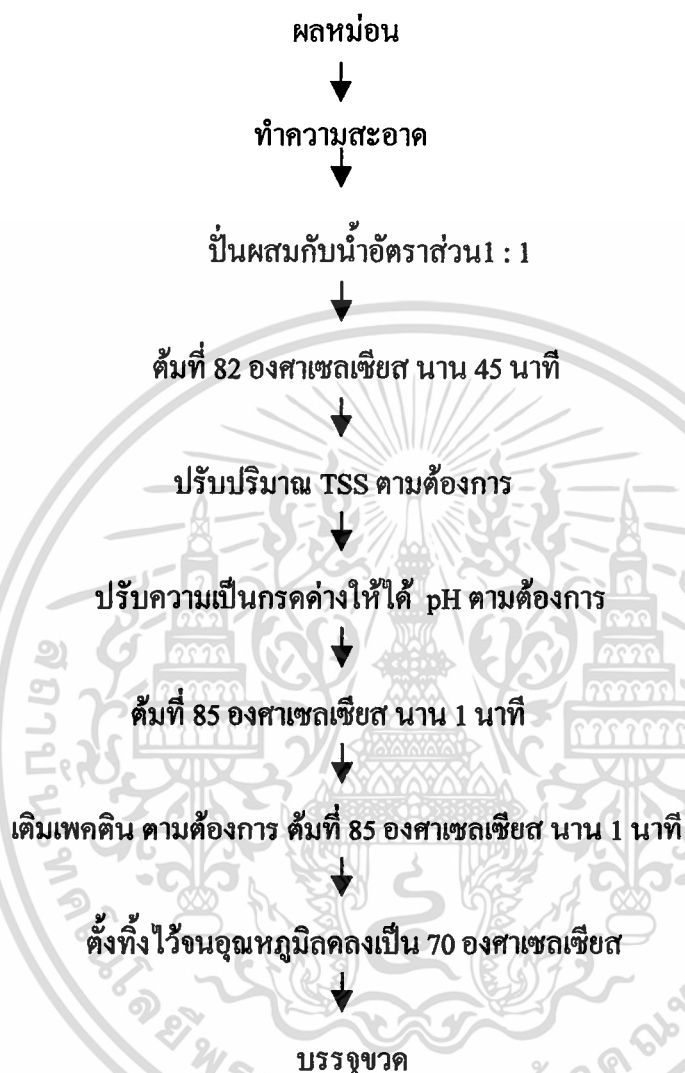 ผลหม่อน
ทำความสะอาด
ปั่นผสมกับน้ำอัตราส่วน1 : 1
ต้มที่ 82 องศาเซลเซียส นาน 45 นาที
ปรับปริมาณ TSS ตามต้องการ
ปรับความเป็นกรดด่างให้ได้ pH ตามต้องการ
ต้มที่ 85 องศาเซลเซียส นาน 1 นาที
เติมเพคติน ตามต้องการ ต้มที่ 85 องศาเซลเซียส นาน 1 นาที
ตั้งทิ้งไว้จนอุณหภูมิลดลงเป็น 70 องศาเซลเซียส
บรรจุขวด